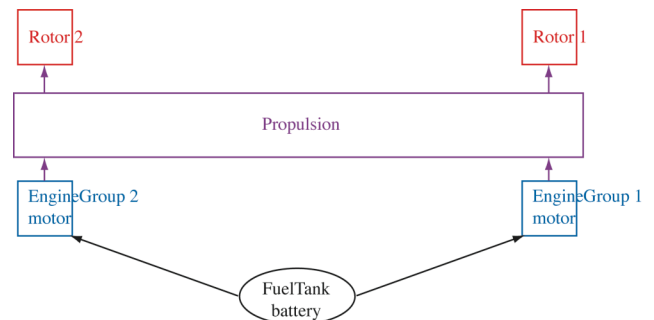 Rotor 2
Rotor 1
Propulsion
EngineGroup 2
motor
EngineGroup 1
motor
FuelTank
battery